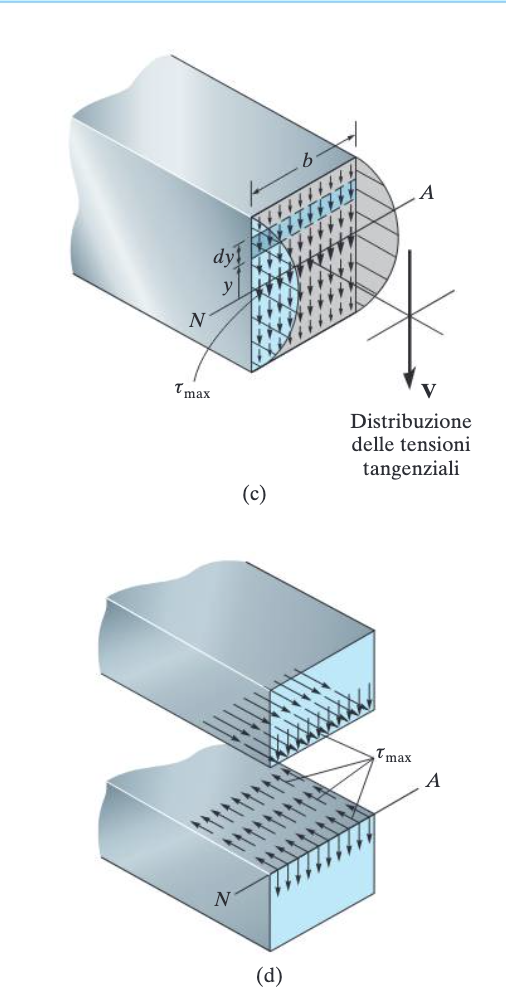 b
A
dy
y
N
τmax
V
Distribuzione
delle tensioni
tangenziali
(c)
τmax
A
N
(d)